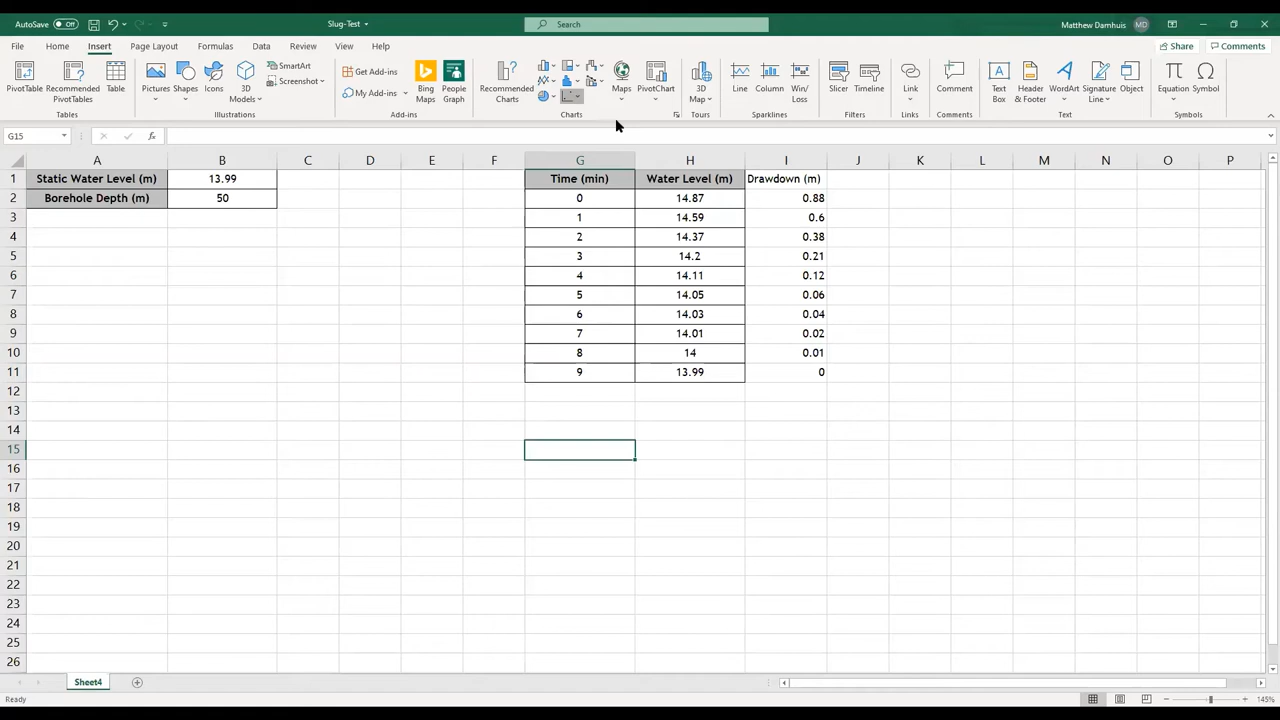 AutoSave Off Slug-Test Search Matthew Damhuis MD
File Home Insert Page Layout Formulas Data Review View Help Share Comments
PivotTable Recommended PivotTables Table Pictures Shapes Icons 3D Models SmartArt Screenshot Get Add-ins My Add-ins Bing Maps People Graph Recommended Charts Maps PivotChart 3D Map Line Column Win/Loss Slicer Timeline Link Comment Text Box Header & Footer WordArt Signature Line Object Equation Symbol
Tables Illustrations Add-ins Charts Tours Sparklines Filters Links Comments Text Symbols
G15 fx
A B C D E F G H I J K L M N O P
1 Static Water Level (m) 13.99 Time (min) Water Level (m) Drawdown (m)
2 Borehole Depth (m) 50 0 14.87 0.88
3 1 14.59 0.6
4 2 14.37 0.38
5 3 14.2 0.21
6 4 14.11 0.12
7 5 14.05 0.06
8 6 14.03 0.04
9 7 14.01 0.02
10 8 14 0.01
11 9 13.99 0
12
13
14
15
16
17
18
19
20
21
22
23
24
25
26
Sheet4
Ready 145%